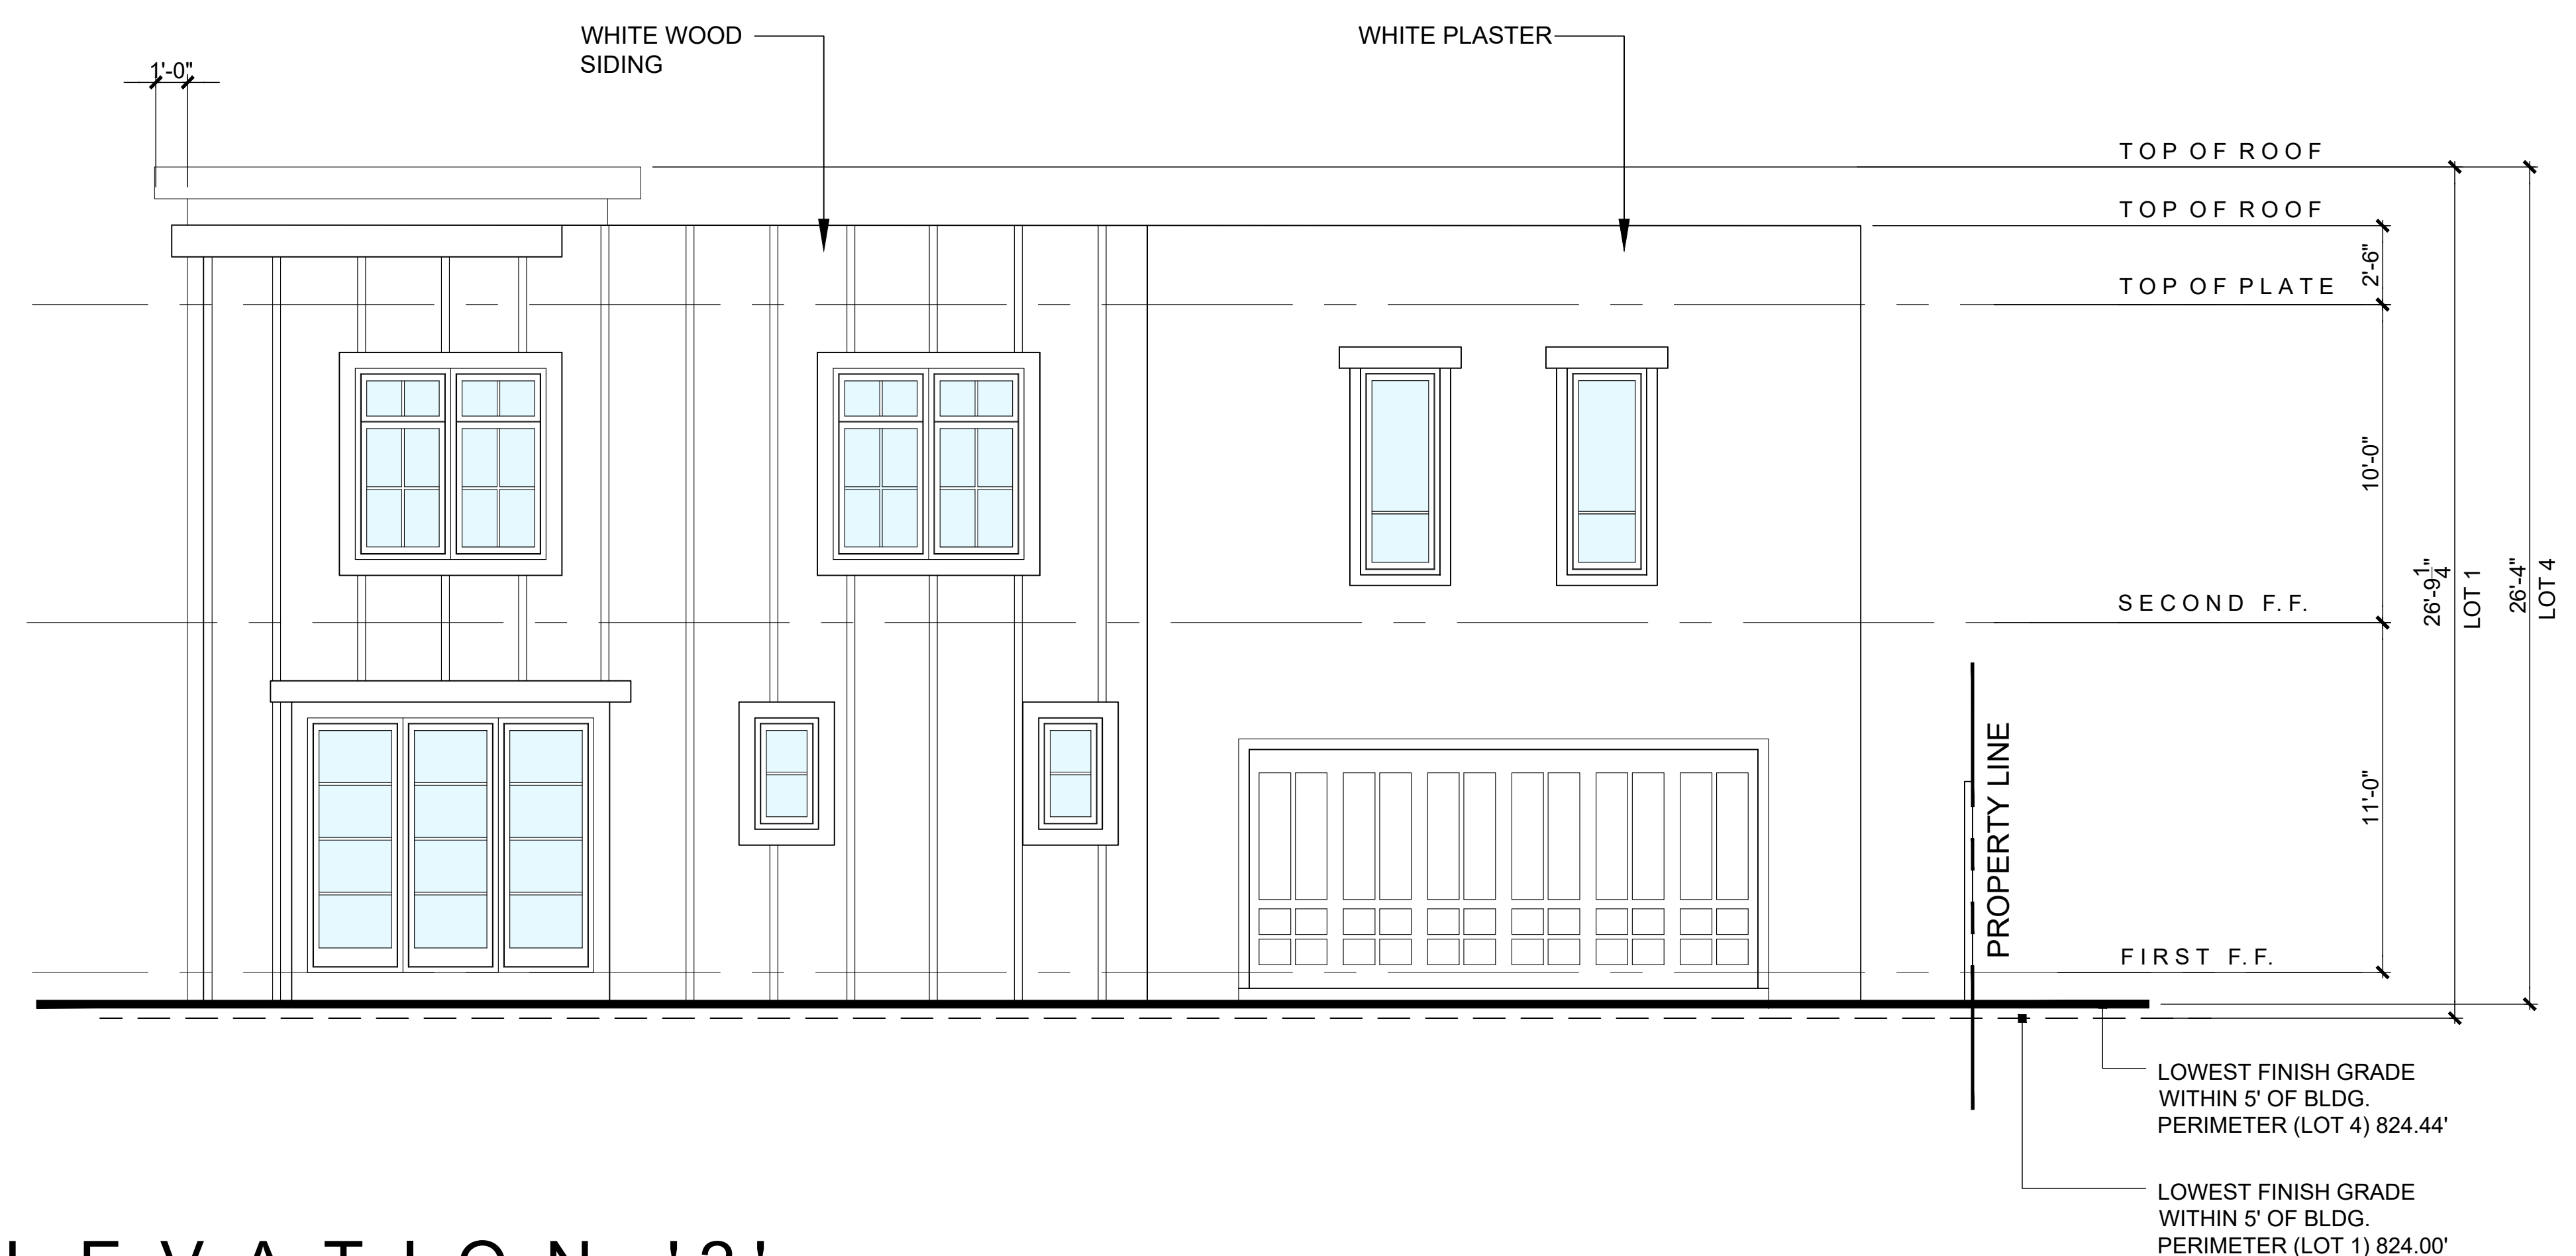 WHITE WOOD
SIDING
WHITE PLASTER
1'-0"
TOP OF ROOF
TOP OF ROOF
2'-6"
TOP OF PLATE
10'-0"
SECOND F.F.
26'-9 1/4"
LOT 1
26'-4"
LOT 4
11'-0"
PROPERTY LINE
FIRST F.F.
LOWEST FINISH GRADE
WITHIN 5' OF BLDG.
PERIMETER (LOT 4) 824.44'
LOWEST FINISH GRADE
WITHIN 5' OF BLDG.
PERIMETER (LOT 1) 824.00'